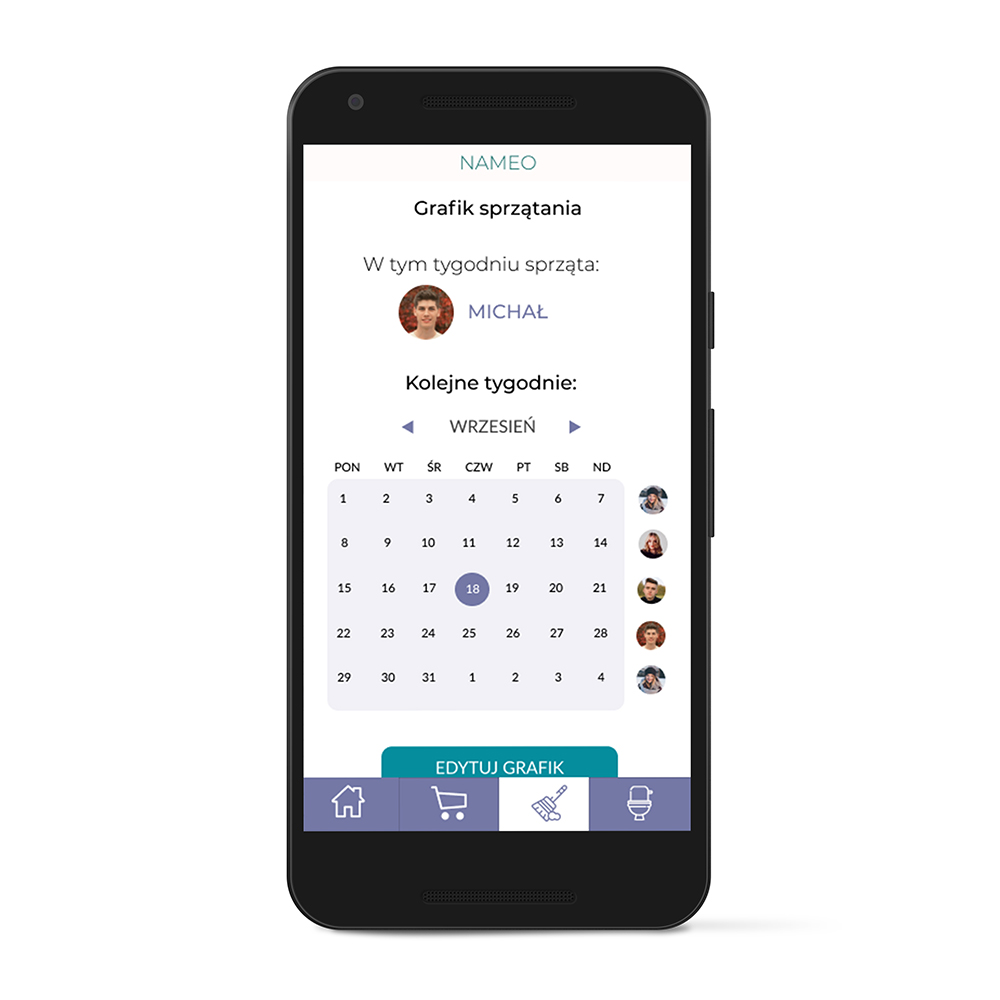 NAMEO
Grafik sprzątania
W tym tygodniu sprząta:
MICHAŁ
Kolejne tygodnie:
WRZESIEŃ
PON WT ŚR CZW PT SB ND
1 2 3 4 5 6 7
8 9 10 11 12 13 14
15 16 17 18 19 20 21
22 23 24 25 26 27 28
29 30 31 1 2 3 4
EDYTUJ GRAFIK